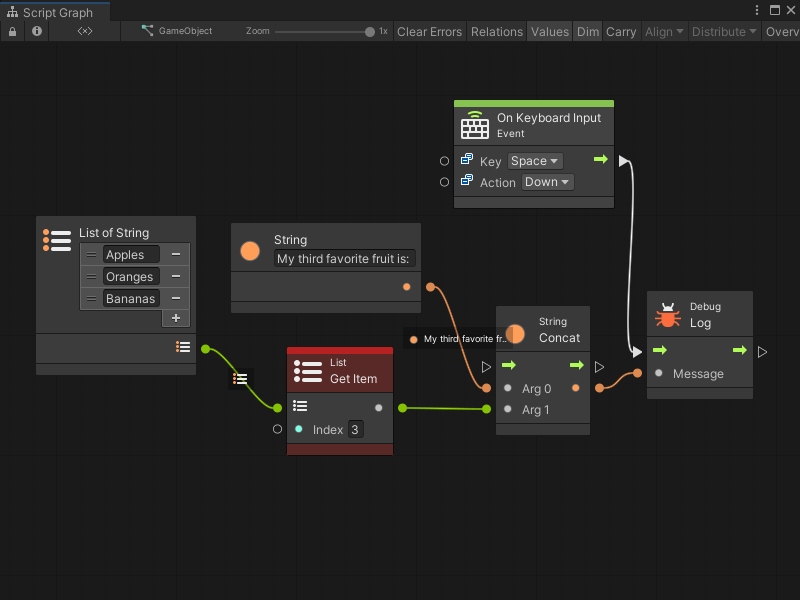 Script Graph
GameObject Zoom 1x Clear Errors Relations Values Dim Carry Align Distribute Overv
On Keyboard Input
Event
Key Space
Action Down
List of String
Apples
Oranges
Bananas
String
My third favorite fruit is:
My third favorite fr..
List
Get Item
Index 3
String
Concat
Arg 0
Arg 1
Debug
Log
Message